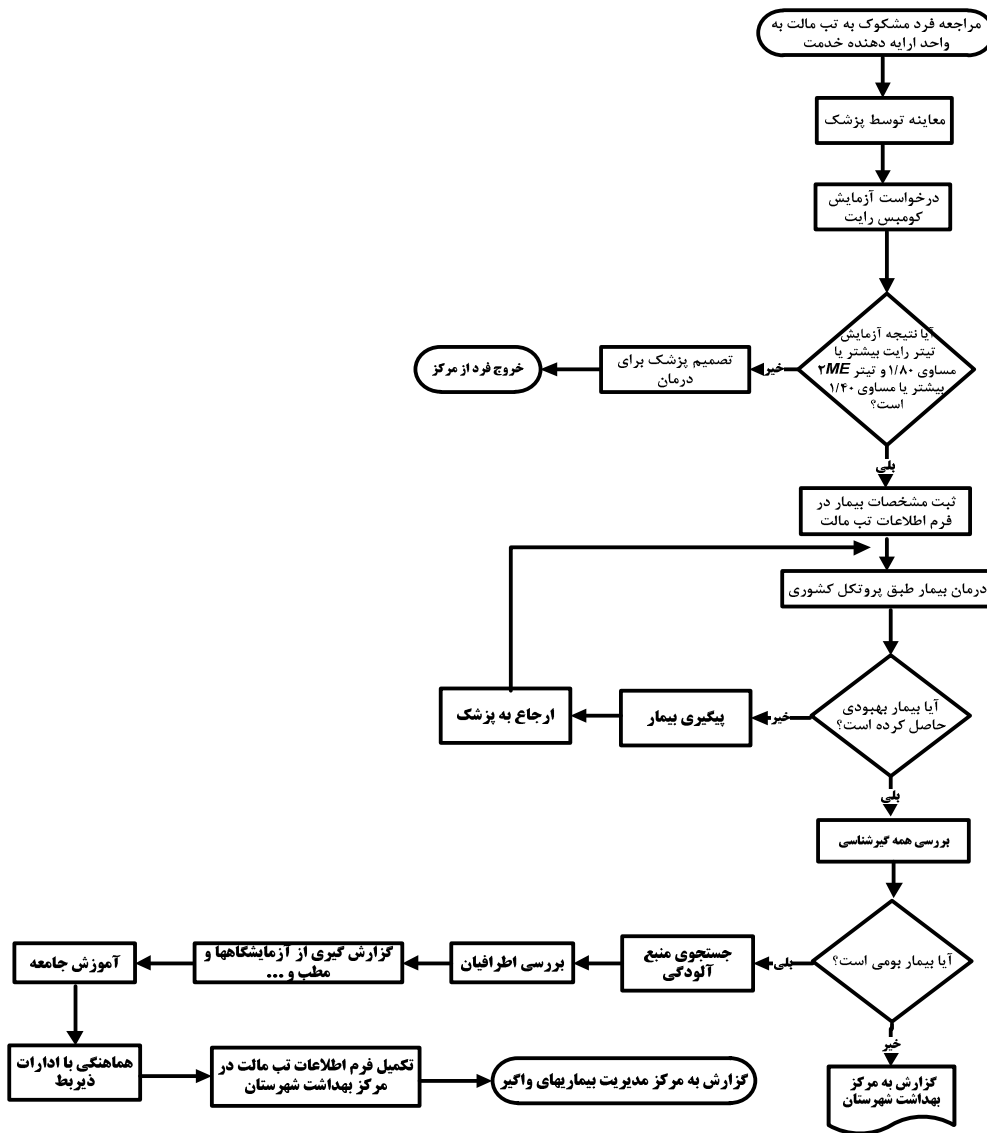 مراجعه فرد مشکوک به تب مالت به
واحد ارایه دهنده خدمت
معاینه توسط پزشک
درخواست آزمایش
کومبس رایت
آیا نتیجه آزمایش
تیتر رایت بیشتر یا
مساوی ۱/۸۰ و تیتر ۲ME
بیشتر یا مساوی ۱/۴۰
است؟
خیر
تصمیم پزشک برای
درمان
خروج فرد از مرکز
بلی
ثبت مشخصات بیمار در
فرم اطلاعات تب مالت
درمان بیمار طبق پروتکل کشوری
آیا بیمار بهبودی
حاصل کرده است؟
خیر
پیگیری بیمار
ارجاع به پزشک
بلی
بررسی همه گیرشناسی
آیا بیمار بومی است؟
بلی
جستجوی منبع
آلودگی
بررسی اطرافیان
گزارش گیری از آزمایشگاهها و
مطب و ...
آموزش جامعه
هماهنگی با ادارات
ذیربط
تکمیل فرم اطلاعات تب مالت در
مرکز بهداشت شهرستان
گزارش به مرکز مدیریت بیماریهای واگیر
خیر
گزارش به مرکز
بهداشت شهرستان